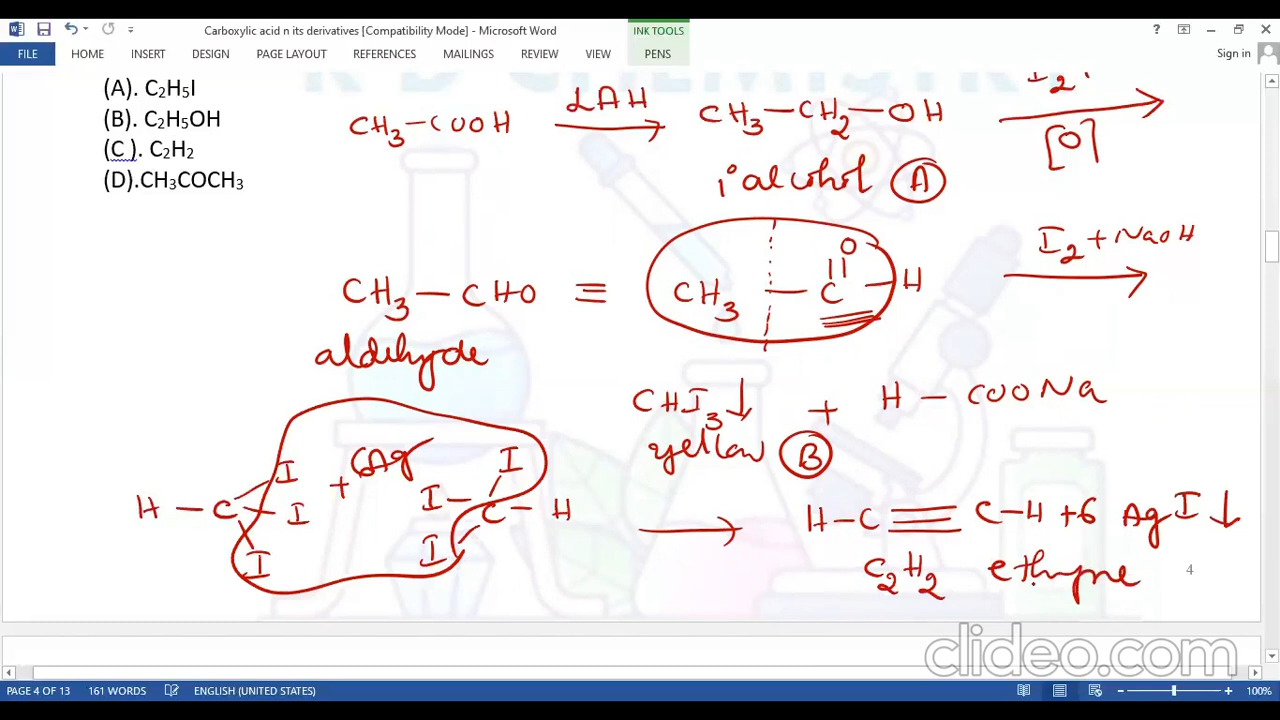 Carboxylic acid n its derivatives [Compatibility Mode] - Microsoft Word
INK TOOLS
?
FILE HOME INSERT DESIGN PAGE LAYOUT REFERENCES MAILINGS REVIEW VIEW PENS
Sign in
(A). C2H5I
(B). C2H5OH
(C ). C2H2
(D).CH3COCH3
CH3-COOH LAH CH3-CH2-OH I2
[O]
1° alcohol A
CH3-CHO ≡ CH3-C-H I2+NaOH
O
aldehyde
CHI3↓ + H-COONa
yellow B
I + 6Ag I
H-C-I I-C-H → H-C≡C-H +6 AgI↓
I I
C2H2 ethyne
4
clideo.com
PAGE 4 OF 13 161 WORDS ENGLISH (UNITED STATES) 100%